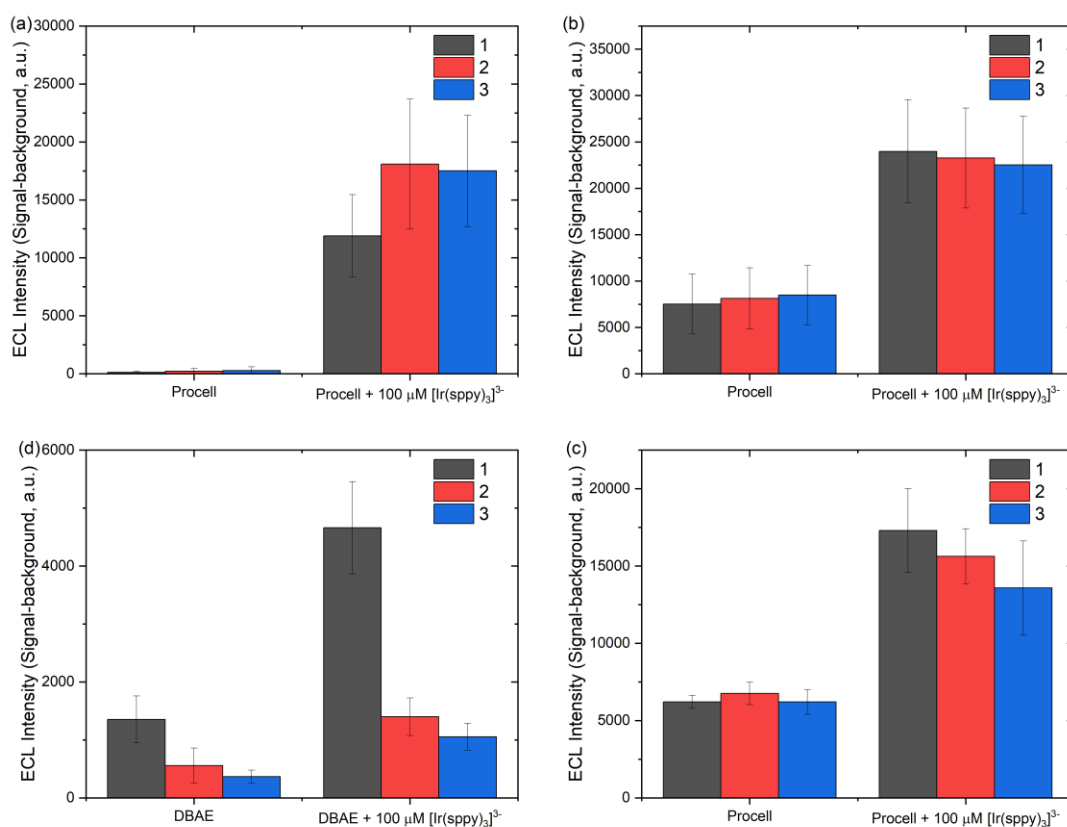 (a)
ECL Intensity (Signal-background, a.u.)
30000
25000
20000
15000
10000
5000
0
1
2
3
Procell
Procell + 100 μM [Ir(sppy)₃]³⁻
(b)
ECL Intensity (Signal-background, a.u.)
35000
30000
25000
20000
15000
10000
5000
0
1
2
3
Procell
Procell + 100 μM [Ir(sppy)₃]³⁻
(d)
ECL Intensity (Signal-background, a.u.)
6000
4000
2000
0
1
2
3
DBAE
DBAE + 100 μM [Ir(sppy)₃]³⁻
(c)
ECL Intensity (Signal-background, a.u.)
20000
15000
10000
5000
0
1
2
3
Procell
Procell + 100 μM [Ir(sppy)₃]³⁻